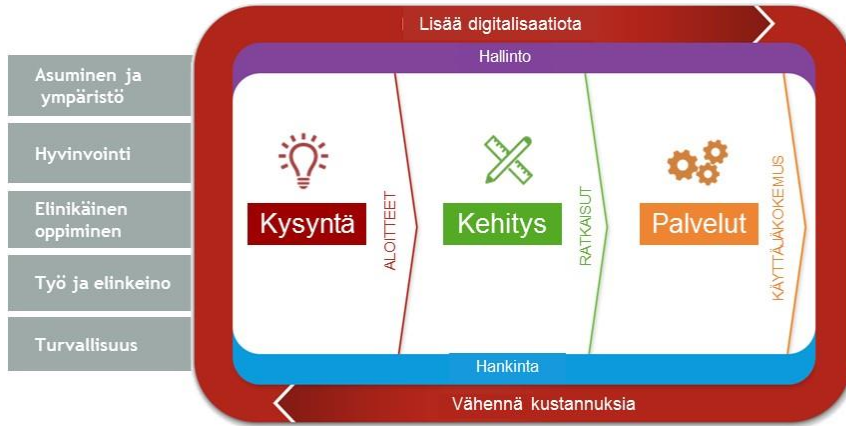 Lisää digitalisaatiota
Hallinto
Asuminen ja
ympäristö
Hyvinvointi
Elinikäinen
oppiminen
Työ ja elinkeino
Turvallisuus
Kysyntä
ALOITTEET
Kehitys
RATKAISUT
Palvelut
KÄYTTÄJÄKOKEMUS
Hankinta
Vähennä kustannuksia